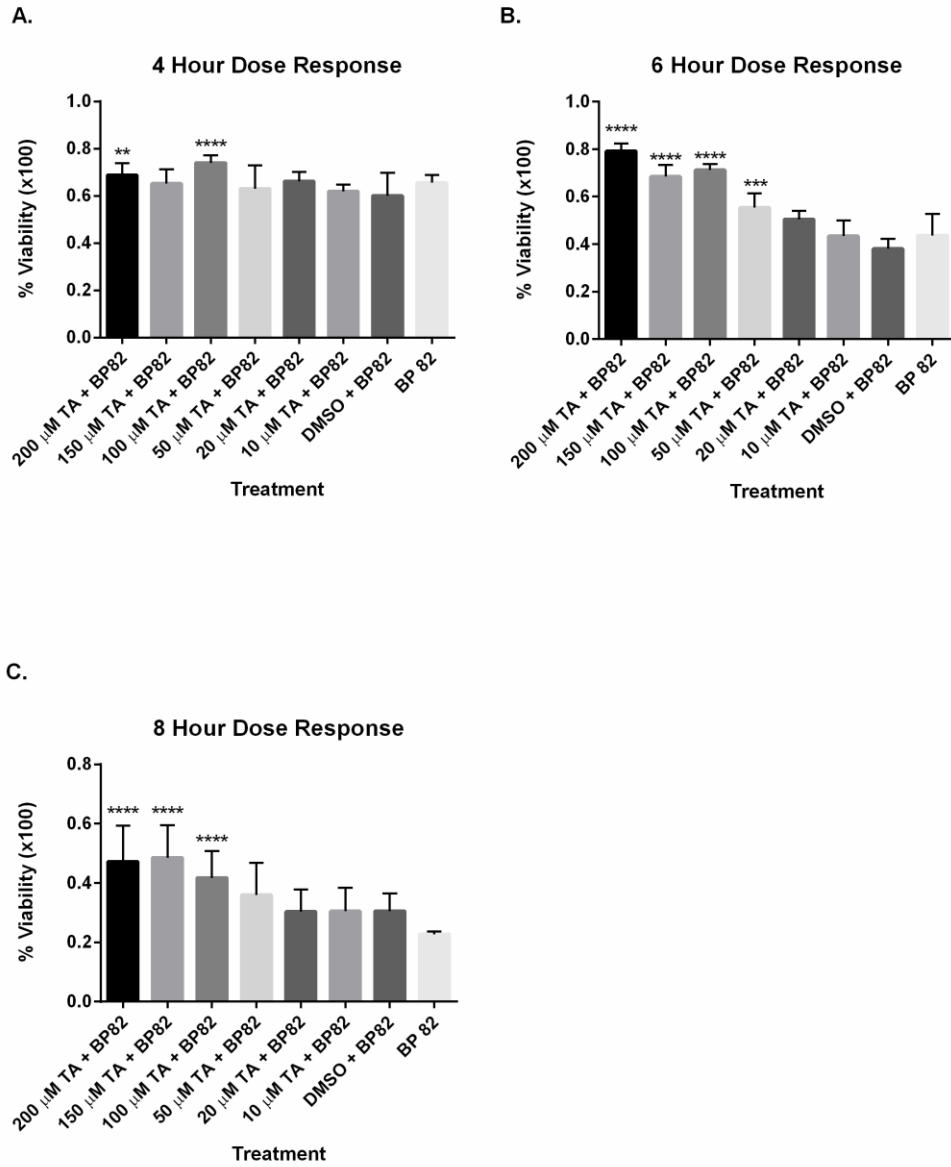 A.
4 Hour Dose Response
% Viability (x100)
1.0
0.8
0.6
0.4
0.2
0.0
**
****
200 µM TA + BP82
150 µM TA + BP82
100 µM TA + BP82
50 µM TA + BP82
20 µM TA + BP82
10 µM TA + BP82
DMSO + BP82
BP 82
Treatment
B.
6 Hour Dose Response
% Viability (x100)
1.0
0.8
0.6
0.4
0.2
0.0
****
****
****
***
200 µM TA + BP82
150 µM TA + BP82
100 µM TA + BP82
50 µM TA + BP82
20 µM TA + BP82
10 µM TA + BP82
DMSO + BP82
BP 82
Treatment
C.
8 Hour Dose Response
% Viability (x100)
0.8
0.6
0.4
0.2
0.0
****
****
****
200 µM TA + BP82
150 µM TA + BP82
100 µM TA + BP82
50 µM TA + BP82
20 µM TA + BP82
10 µM TA + BP82
DMSO + BP82
BP 82
Treatment